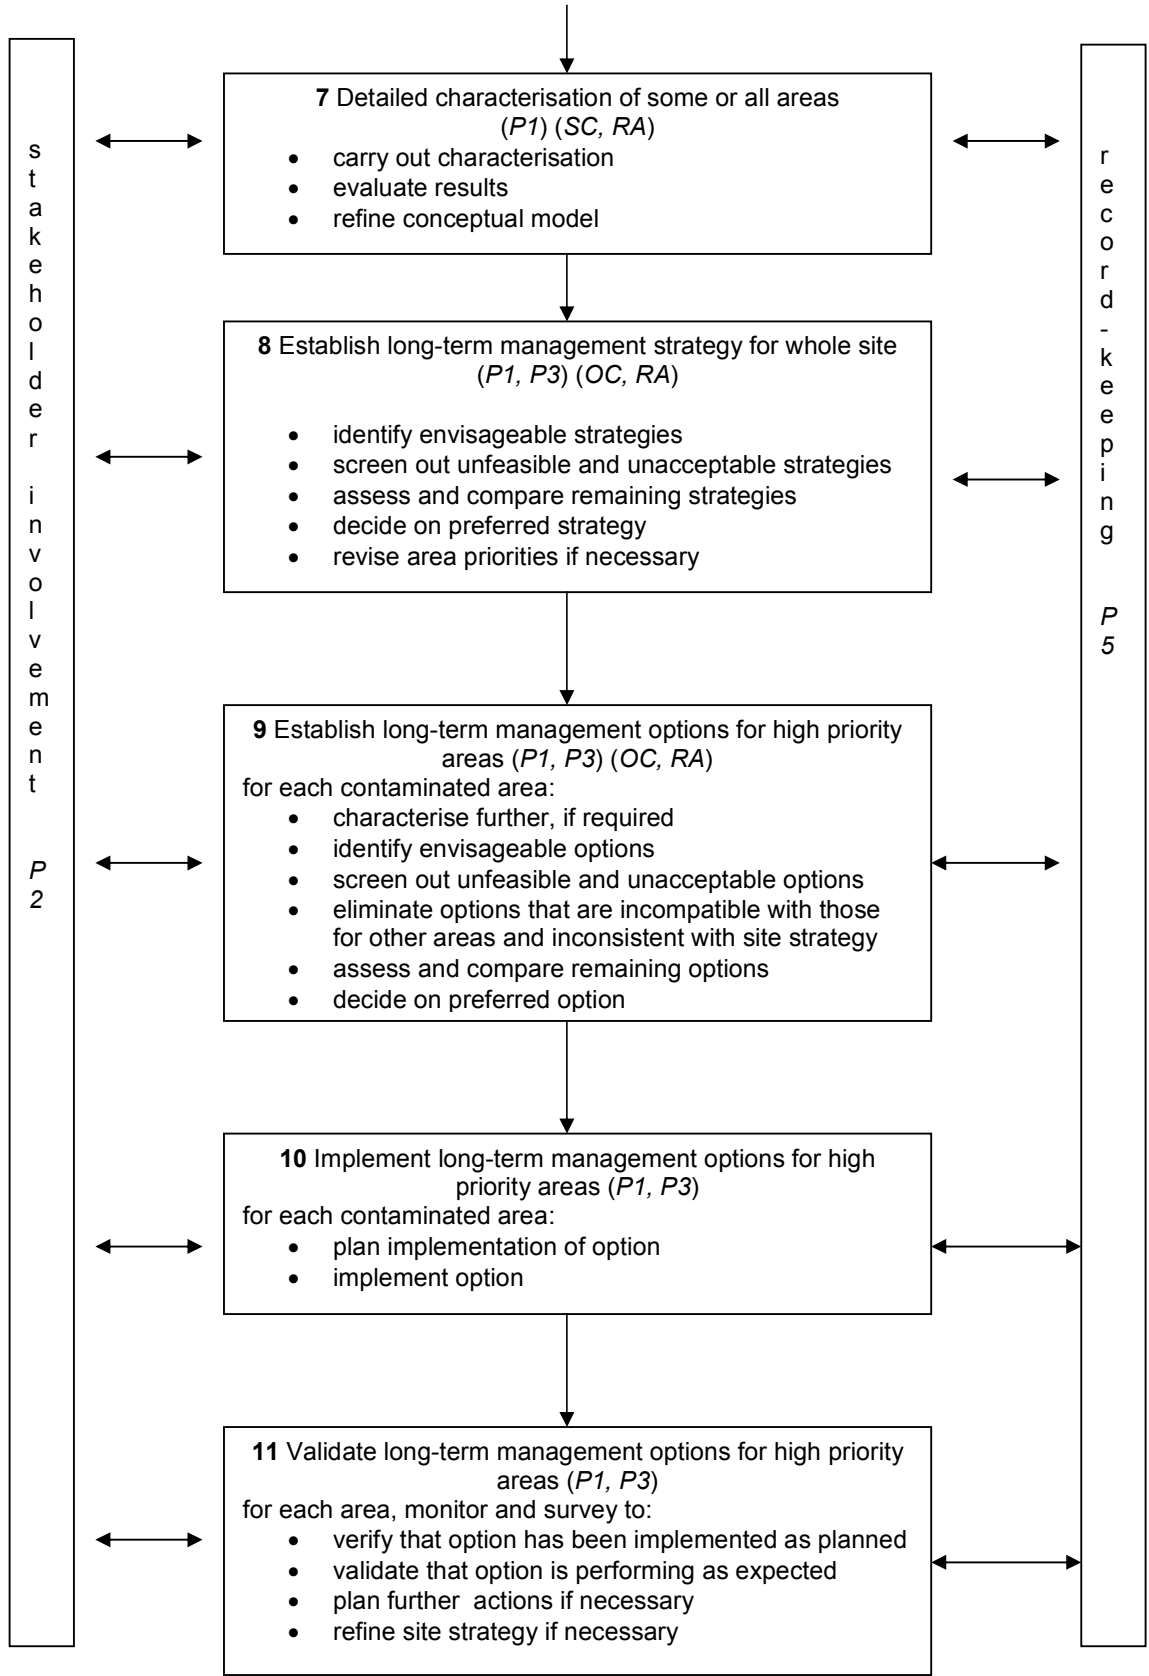 stakeholder involvement P2
7 Detailed characterisation of some or all areas
(P1) (SC, RA)
• carry out characterisation
• evaluate results
• refine conceptual model
8 Establish long-term management strategy for whole site
(P1, P3) (OC, RA)
• identify envisageable strategies
• screen out unfeasible and unacceptable strategies
• assess and compare remaining strategies
• decide on preferred strategy
• revise area priorities if necessary
9 Establish long-term management options for high priority
areas (P1, P3) (OC, RA)
for each contaminated area:
• characterise further, if required
• identify envisageable options
• screen out unfeasible and unacceptable options
• eliminate options that are incompatible with those
for other areas and inconsistent with site strategy
• assess and compare remaining options
• decide on preferred option
10 Implement long-term management options for high
priority areas (P1, P3)
for each contaminated area:
• plan implementation of option
• implement option
11 Validate long-term management options for high priority
areas (P1, P3)
for each area, monitor and survey to:
• verify that option has been implemented as planned
• validate that option is performing as expected
• plan further actions if necessary
• refine site strategy if necessary
record-keeping P5